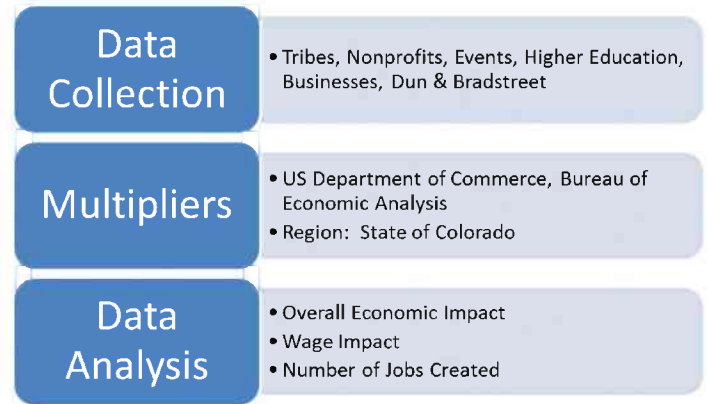 Data
Collection
• Tribes, Nonprofits, Events, Higher Education,
Businesses, Dun & Bradstreet
Multipliers
• US Department of Commerce, Bureau of
Economic Analysis
• Region: State of Colorado
Data
Analysis
• Overall Economic Impact
• Wage Impact
• Number of Jobs Created